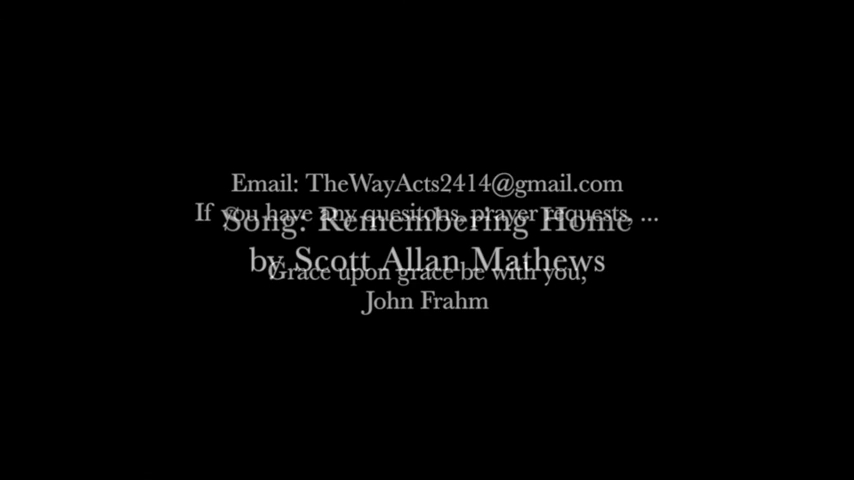 Email: TheWayActs2414@gmail.com
If you have any quesitons, prayer requests, ...
Song: Remembering Home
by Scott Allan Mathews
Grace upon grace be with you,
John Frahm